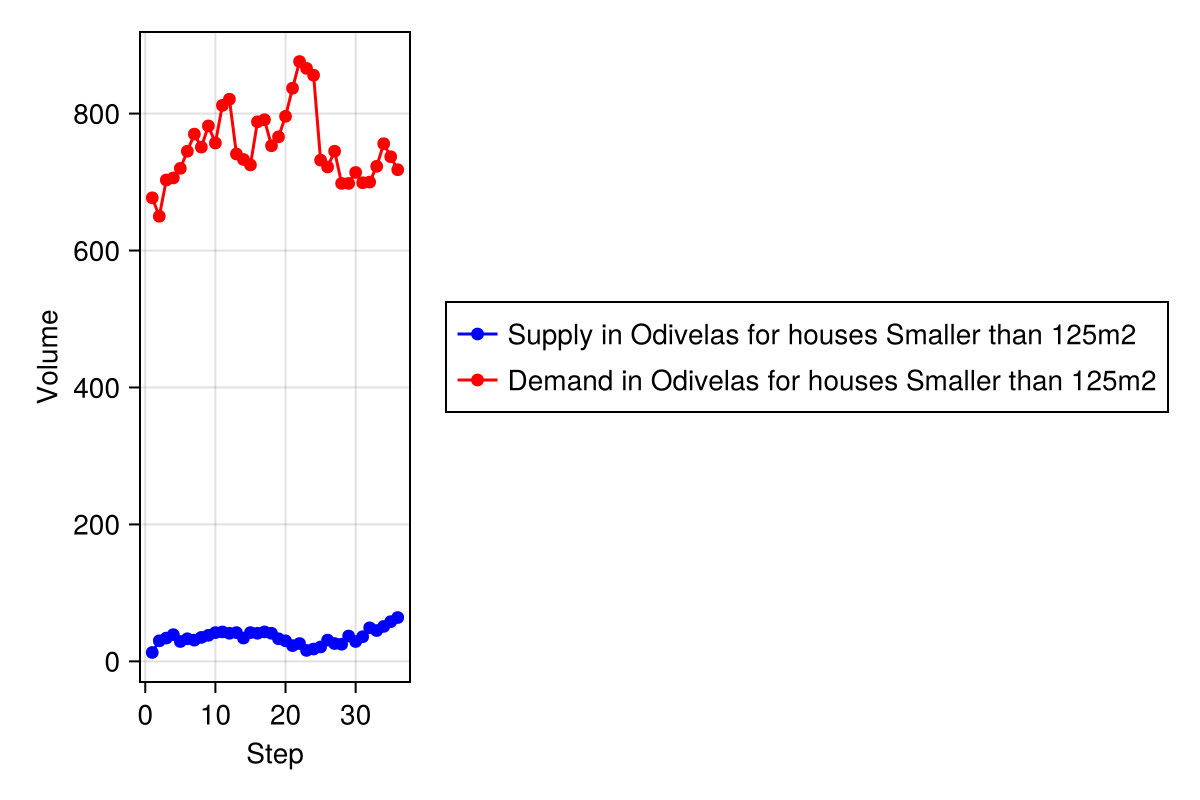 800
600
400
200
0
Volume
0 10 20 30
Step
Supply in Odivelas for houses Smaller than 125m2
Demand in Odivelas for houses Smaller than 125m2